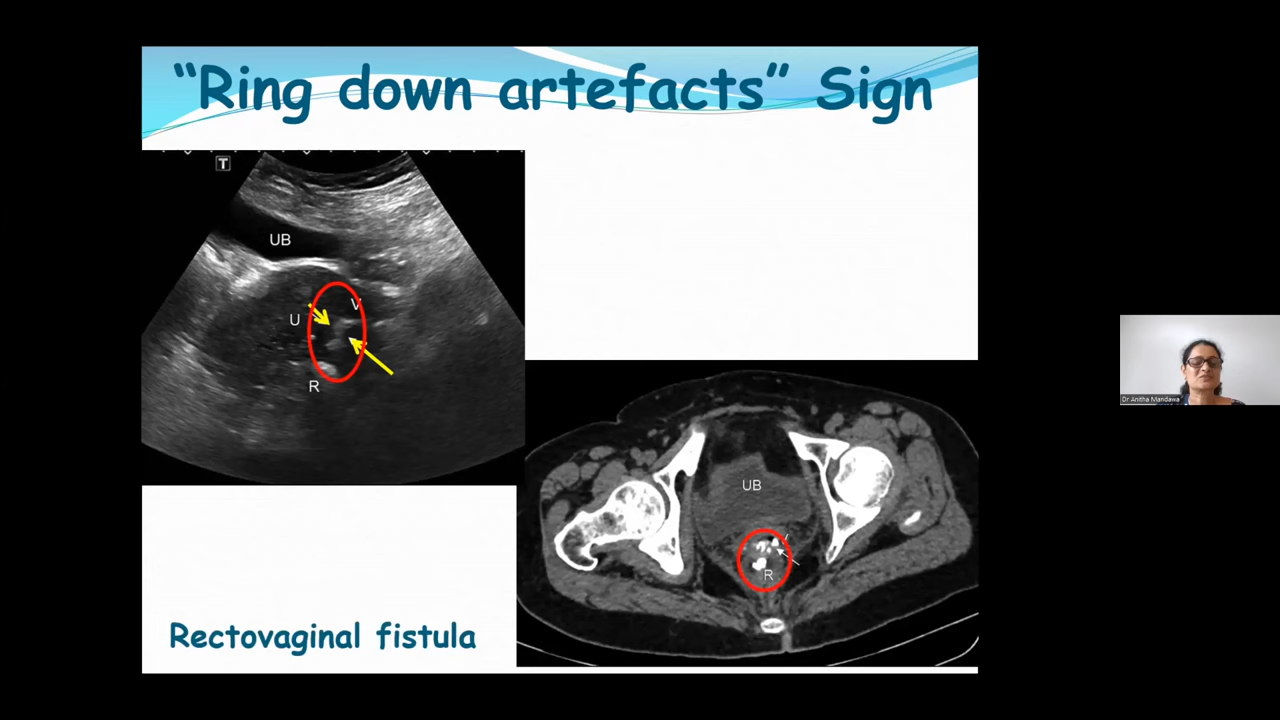 “Ring down artefacts” Sign
T
UB
V
U
R
UB
V
R
Rectovaginal fistula
Dr Anitha Mandawa